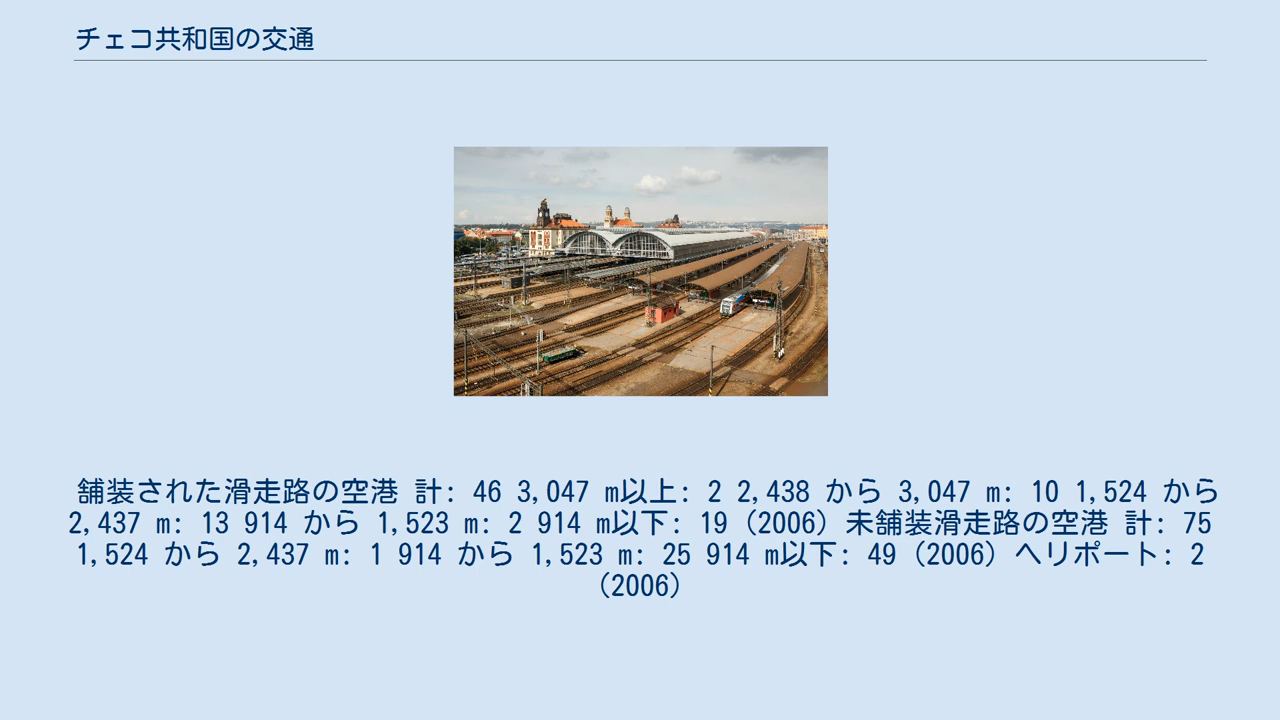 チェコ共和国の交通
舗装された滑走路の空港 計: 46 3,047 m以上: 2 2,438 から 3,047 m: 10 1,524 から
2,437 m: 13 914 から 1,523 m: 2 914 m以下: 19（2006）未舗装滑走路の空港 計: 75
1,524 から 2,437 m: 1 914 から 1,523 m: 25 914 m以下: 49（2006）ヘリポート: 2
（2006）